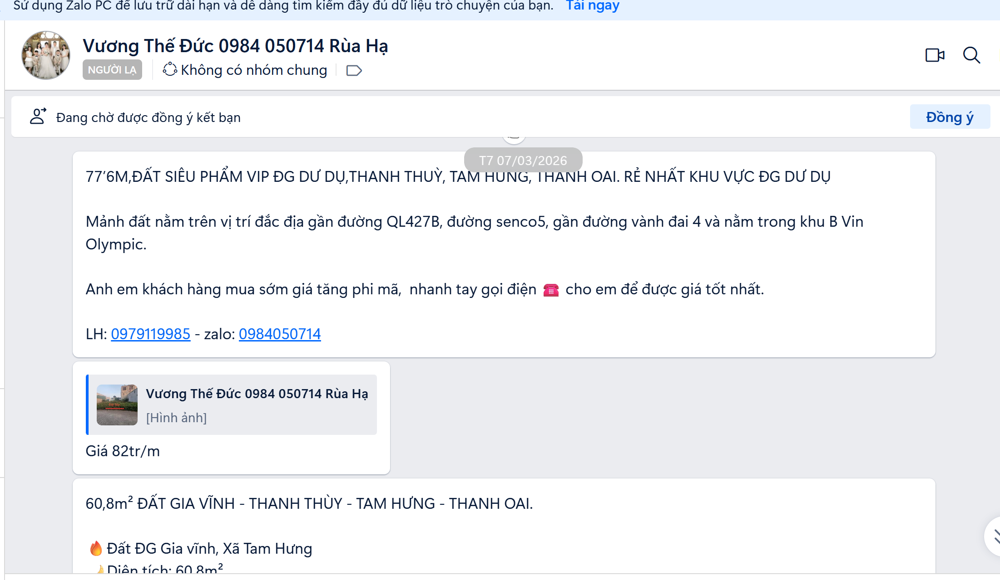 Sử dụng Zalo PC để lưu trữ dài hạn và dễ dàng tìm kiếm đầy đủ dữ liệu trò chuyện của bạn. Tải ngay
Vương Thế Đức 0984 050714 Rùa Hạ
NGƯỜI LẠ Không có nhóm chung
Đang chờ được đồng ý kết bạn Đồng ý
T7 07/03/2026
77’6M,ĐẤT SIÊU PHẨM VIP ĐG DƯ DỤ,THANH THUỲ, TAM HƯNG, THANH OAI. RẺ NHẤT KHU VỰC ĐG DƯ DỤ
Mảnh đất nằm trên vị trí đắc địa gần đường QL427B, đường senco5, gần đường vành đai 4 và nằm trong khu B Vin
Olympic.
Anh em khách hàng mua sớm giá tăng phi mã, nhanh tay gọi điện ☎️ cho em để được giá tốt nhất.
LH: 0979119985 - zalo: 0984050714
Vương Thế Đức 0984 050714 Rùa Hạ
[Hình ảnh]
Giá 82tr/m
60,8m² ĐẤT GIA VĨNH - THANH THÙY - TAM HƯNG - THANH OAI.
🔥 Đất ĐG Gia vĩnh, Xã Tam Hưng
Diện tích: 60,8m²